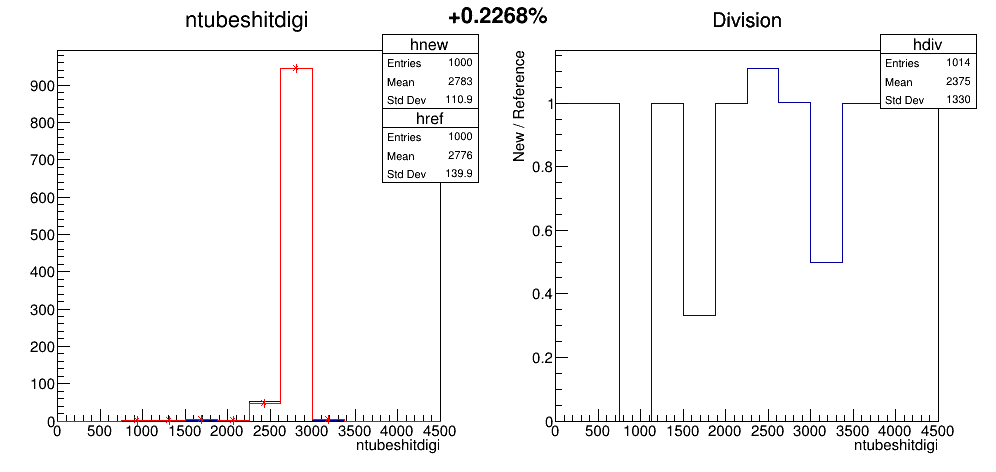 +0.2268%
ntubeshitdigi
hnew
Entries 1000
Mean 2783
Std Dev 110.9
href
Entries 1000
Mean 2776
Std Dev 139.9
900
800
700
600
500
400
300
200
100
0
0 500 1000 1500 2000 2500 3000 3500 4000 4500
ntubeshitdigi
Division
hdiv
Entries 1014
Mean 2375
Std Dev 1330
New / Reference
1
0.8
0.6
0.4
0.2
0
0 500 1000 1500 2000 2500 3000 3500 4000 4500
ntubeshitdigi